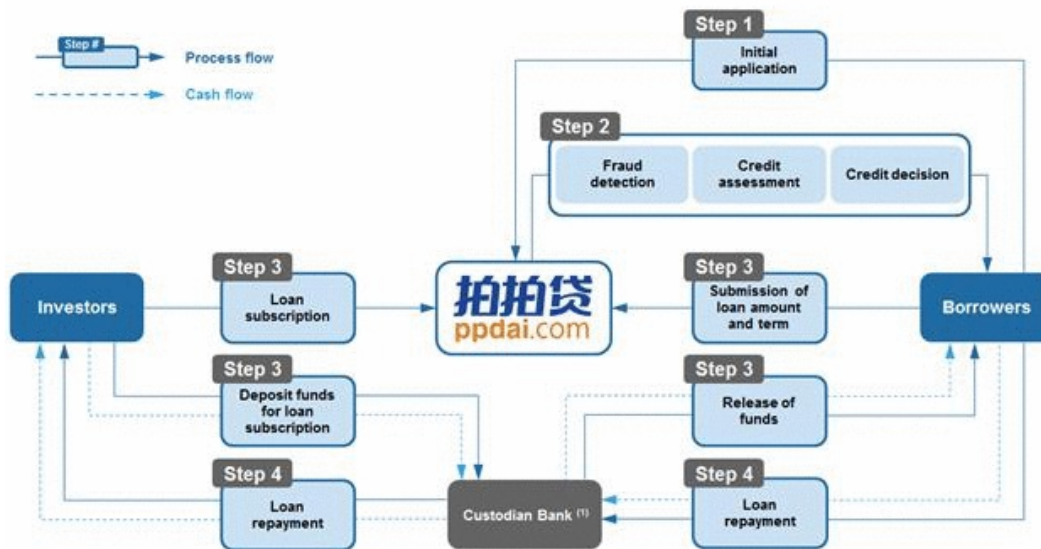 Step #
Process flow
Cash flow
Step 1
Initial
application
Step 2
Fraud
detection
Credit
assessment
Credit decision
Step 3
Loan
subscription
拍拍贷
ppdai.com
Step 3
Submission of
loan amount
and term
Investors
Borrowers
Step 3
Deposit funds
for loan
subscription
Step 3
Release of
funds
Step 4
Loan
repayment
Custodian Bank (1)
Step 4
Loan
repayment